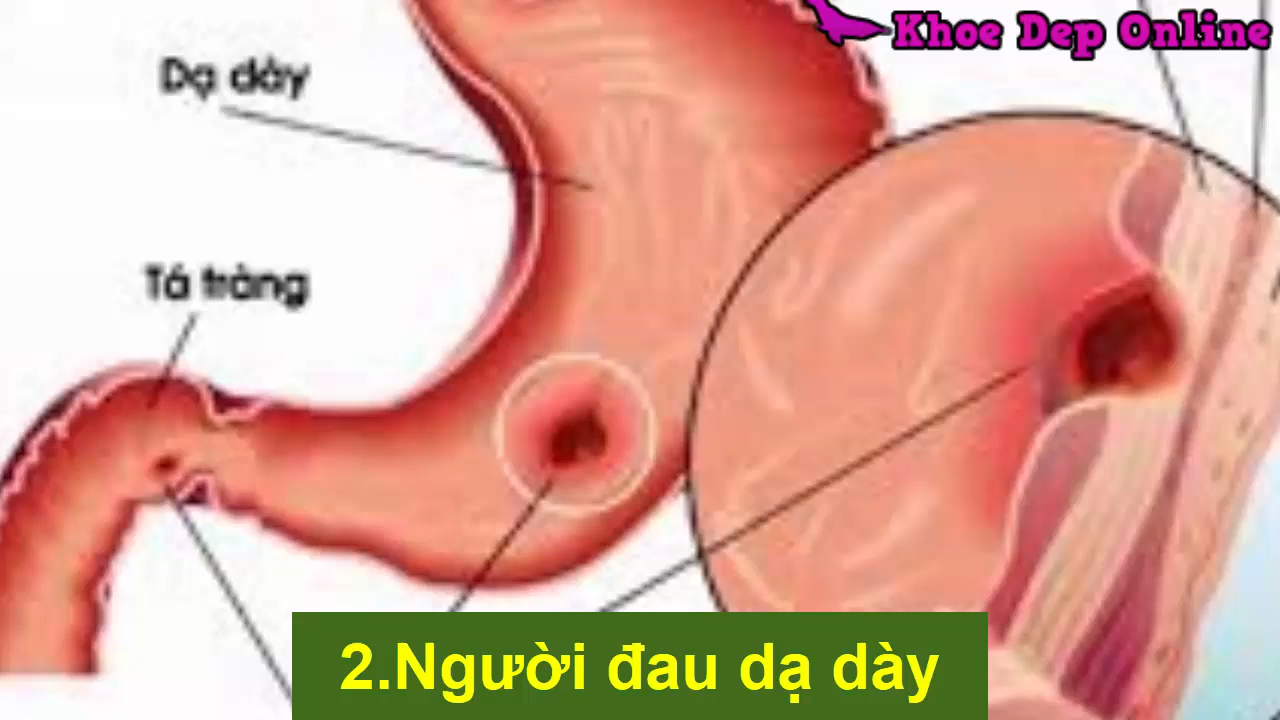 Khoe Dep Online
Dạ dày
Tá tràng
2.Người đau dạ dày